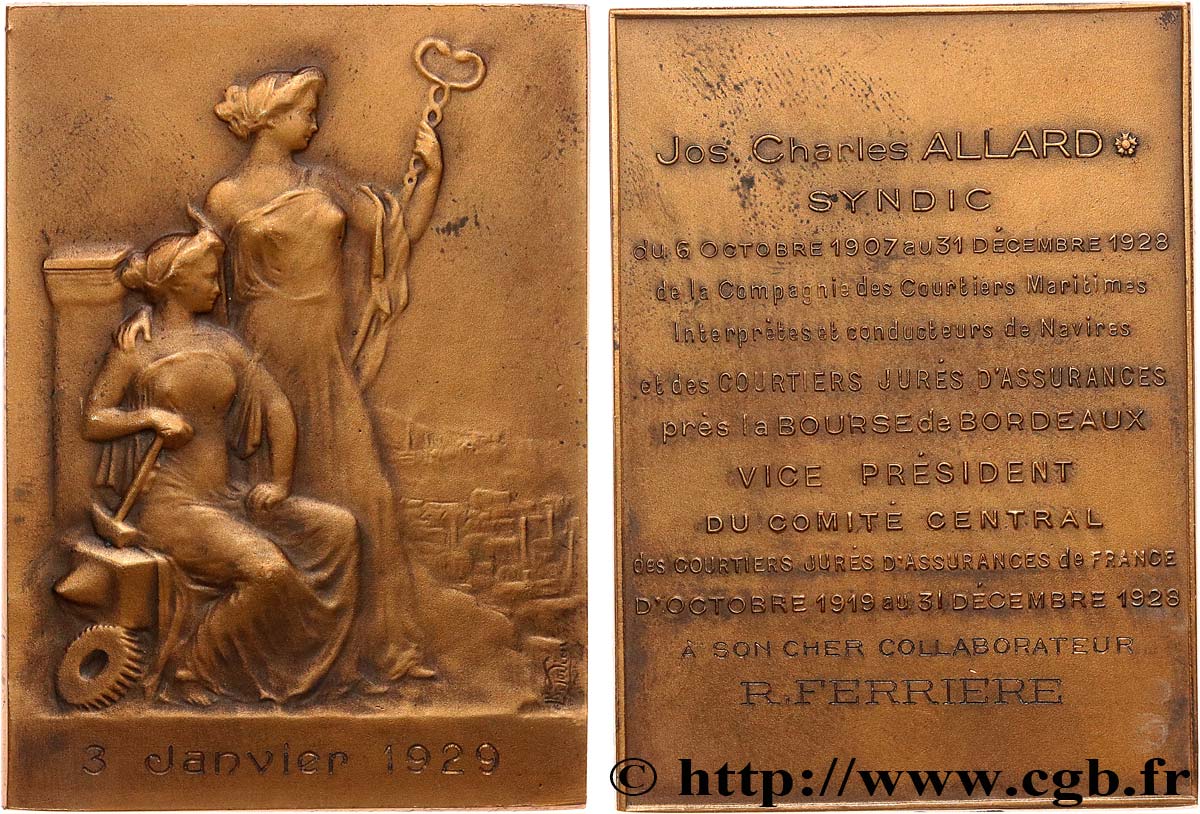 3 Janvier 1929
Jos Charles ALLARD
SYNDIC
du 6 OCTOBRE 1907 au 31 DÉCEMBRE 1928
de la Compagnie des Courtiers Maritimes
Interprètes et conducteurs de Navires
et des COURTIERS JURÉS D'ASSURANCES
près la BOURSE de BORDEAUX
VICE PRÉSIDENT
DU COMITÉ CENTRAL
des COURTIERS JURÉS D'ASSURANCES de FRANCE
D'OCTOBRE 1919 au 31 DÉCEMBRE 1928
À SON CHER COLLABORATEUR
R. FERRIÈRE
© http://www.cgb.fr